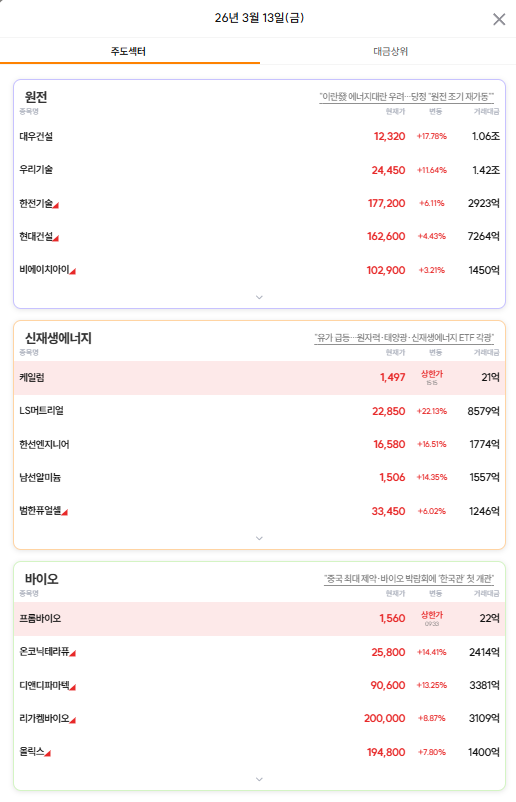 26년 3월 13일(금)
주도섹터 대금상위
원전 "이란發 에너지대란 우려…당정 "원전 조기 재가동""
종목명 현재가 변동 거래대금
대우건설 12,320 +17.78% 1.06조
우리기술 24,450 +11.64% 1.42조
한전기술 177,200 +6.11% 2923억
현대건설 162,600 +4.43% 7264억
비에이치아이 102,900 +3.21% 1450억
신재생에너지 "유가 급등…원자력·태양광·신재생에너지 ETF 각광"
종목명 현재가 변동 거래대금
케일럼 1,497 상한가 21억
15:15
LS머트리얼 22,850 +22.13% 8579억
한선엔지니어 16,580 +16.51% 1774억
남선알미늄 1,506 +14.35% 1557억
범한퓨얼셀 33,450 +6.02% 1246억
바이오 "중국 최대 제약·바이오 박람회에 '한국관' 첫 개관"
종목명 현재가 변동 거래대금
프롬바이오 1,560 상한가 22억
09:33
온코닉테라퓨 25,800 +14.41% 2414억
디앤디파마텍 90,600 +13.25% 3381억
리가켐바이오 200,000 +8.87% 3109억
올릭스 194,800 +7.80% 1400억